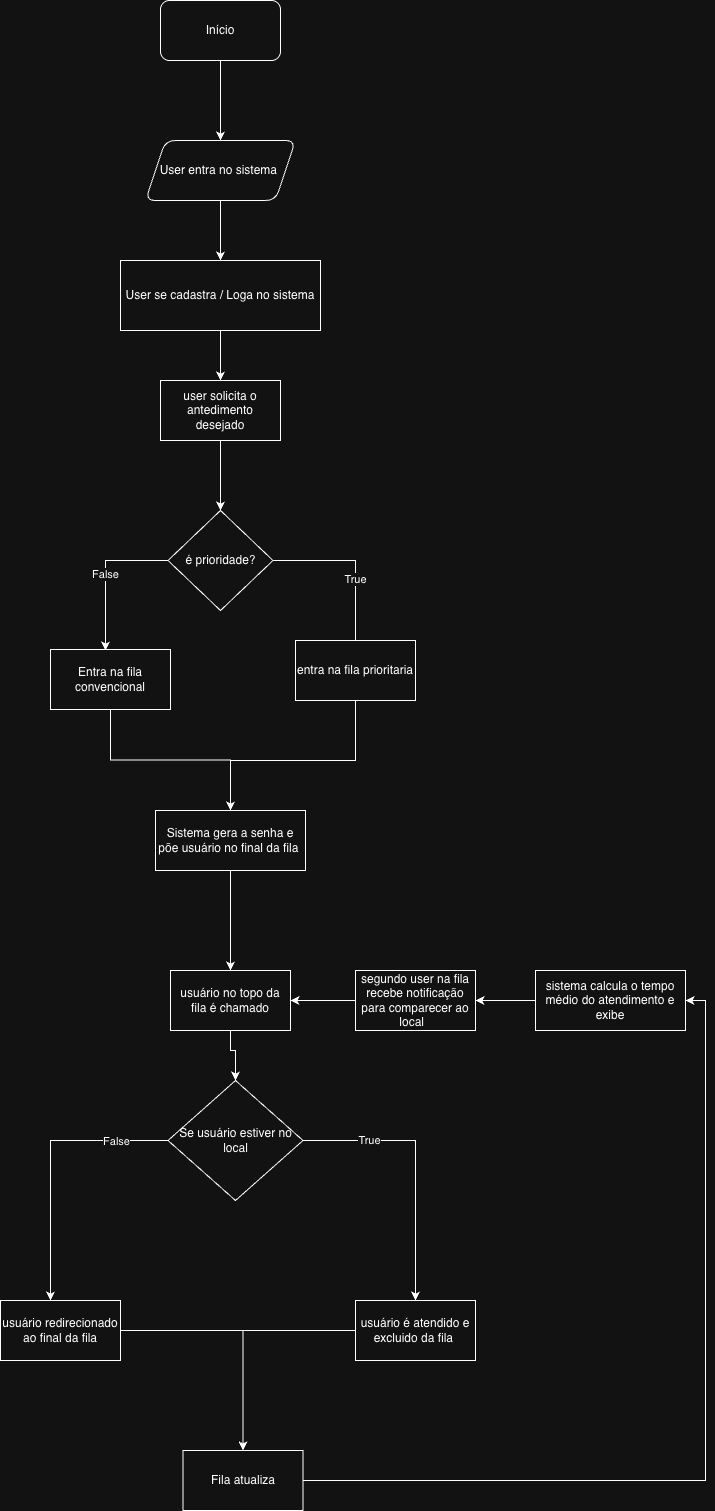 Início
User entra no sistema
User se cadastra / Loga no sistema
user solicita o
antedimento
desejado
é prioridade?
False
True
Entra na fila
convencional
entra na fila prioritaria
Sistema gera a senha e
põe usuário no final da fila
usuário no topo da
fila é chamado
segundo user na fila
recebe notificação
para comparecer ao
local
sistema calcula o tempo
médio do atendimento e
exibe
Se usuário estiver no
local
False
True
usuário redirecionado
ao final da fila
usuário é atendido e
excluido da fila
Fila atualiza